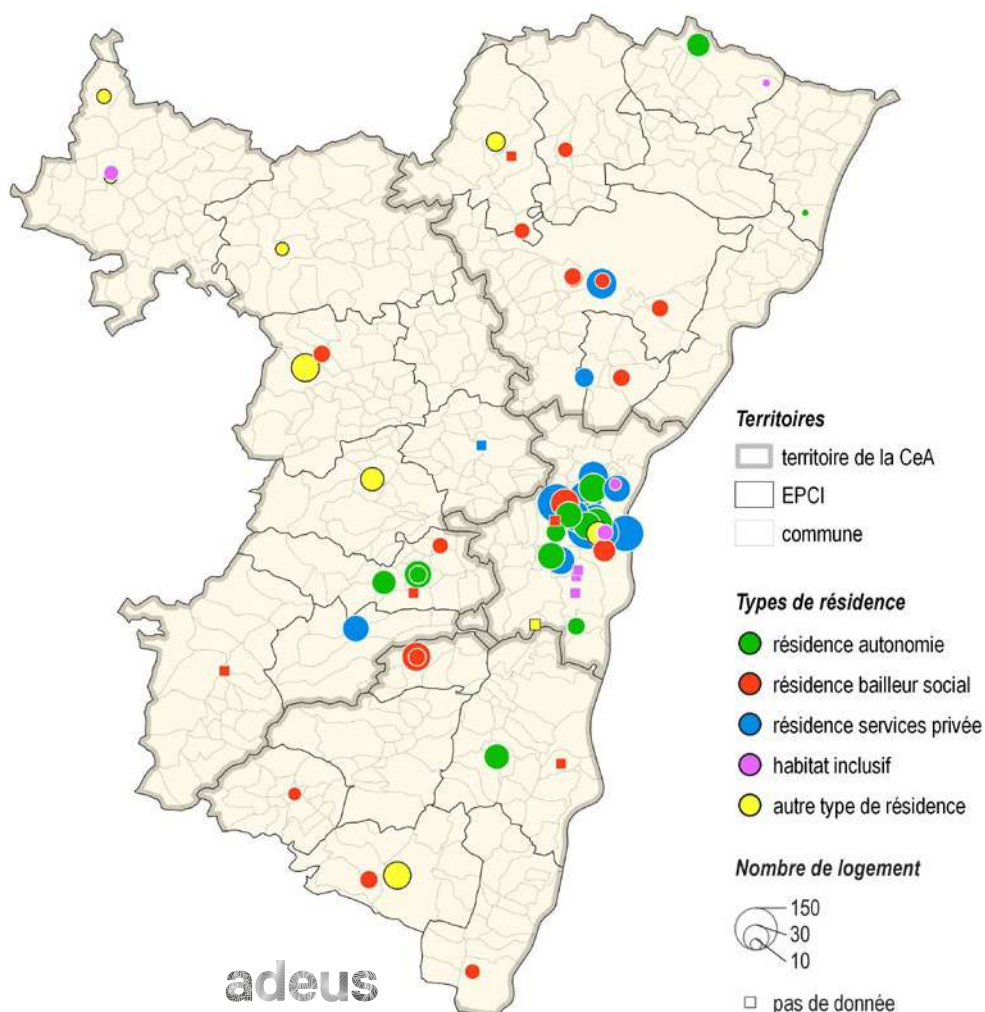 Territoires
territoire de la CeA
EPCI
commune
Types de résidence
résidence autonomie
résidence bailleur social
résidence services privée
habitat inclusif
autre type de résidence
Nombre de logement
150
30
10
pas de donnée
adeus